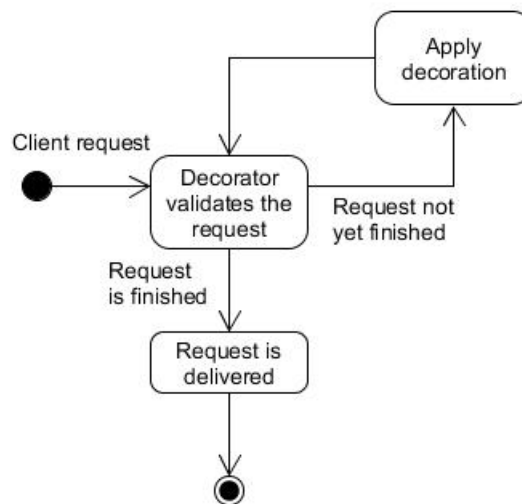 Apply
decoration
Client request
Decorator
validates the
request
Request not
yet finished
Request
is finished
Request is
delivered